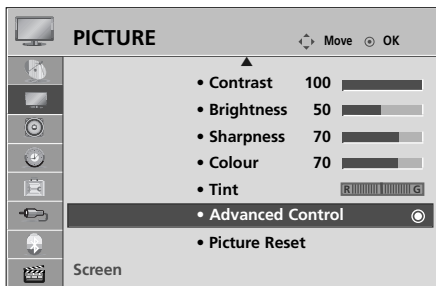 PICTURE Move OK
• Contrast 100
• Brightness 50
• Sharpness 70
• Colour 70
• Tint R G
• Advanced Control
• Picture Reset
Screen